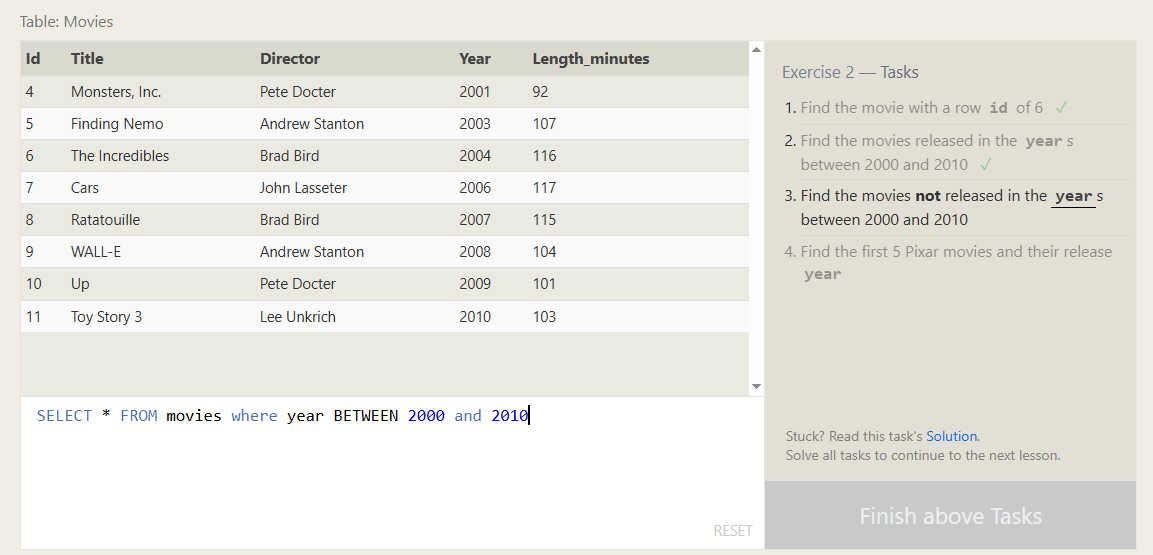 Table: Movies
Id Title Director Year Length_minutes
4 Monsters, Inc. Pete Docter 2001 92
5 Finding Nemo Andrew Stanton 2003 107
6 The Incredibles Brad Bird 2004 116
7 Cars John Lasseter 2006 117
8 Ratatouille Brad Bird 2007 115
9 WALL-E Andrew Stanton 2008 104
10 Up Pete Docter 2009 101
11 Toy Story 3 Lee Unkrich 2010 103
SELECT * FROM movies where year BETWEEN 2000 and 2010
RESET
Exercise 2 — Tasks
1. Find the movie with a row id of 6 ✓
2. Find the movies released in the year s
between 2000 and 2010 ✓
3. Find the movies not released in the year s
between 2000 and 2010
4. Find the first 5 Pixar movies and their release
year
Stuck? Read this task's Solution.
Solve all tasks to continue to the next lesson.
Finish above Tasks